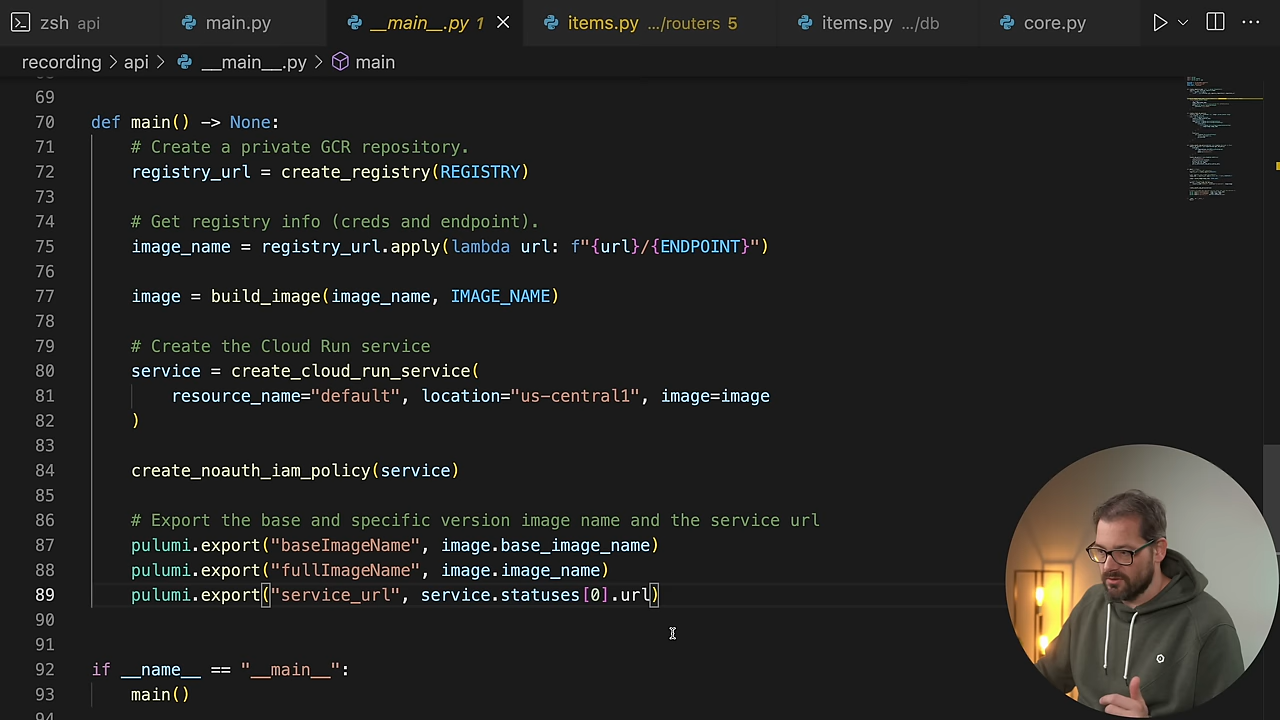 zsh api main.py __main__.py 1 items.py .../routers 5 items.py .../db core.py
recording > api > __main__.py > main
69
70 def main() -> None:
71 # Create a private GCR repository.
72 registry_url = create_registry(REGISTRY)
73
74 # Get registry info (creds and endpoint).
75 image_name = registry_url.apply(lambda url: f"{url}/{ENDPOINT}")
76
77 image = build_image(image_name, IMAGE_NAME)
78
79 # Create the Cloud Run service
80 service = create_cloud_run_service(
81 resource_name="default", location="us-central1", image=image
82 )
83
84 create_noauth_iam_policy(service)
85
86 # Export the base and specific version image name and the service url
87 pulumi.export("baseImageName", image.base_image_name)
88 pulumi.export("fullImageName", image.image_name)
89 pulumi.export("service_url", service.statuses[0].url)
90
91
92 if __name__ == "__main__":
93 main()
94